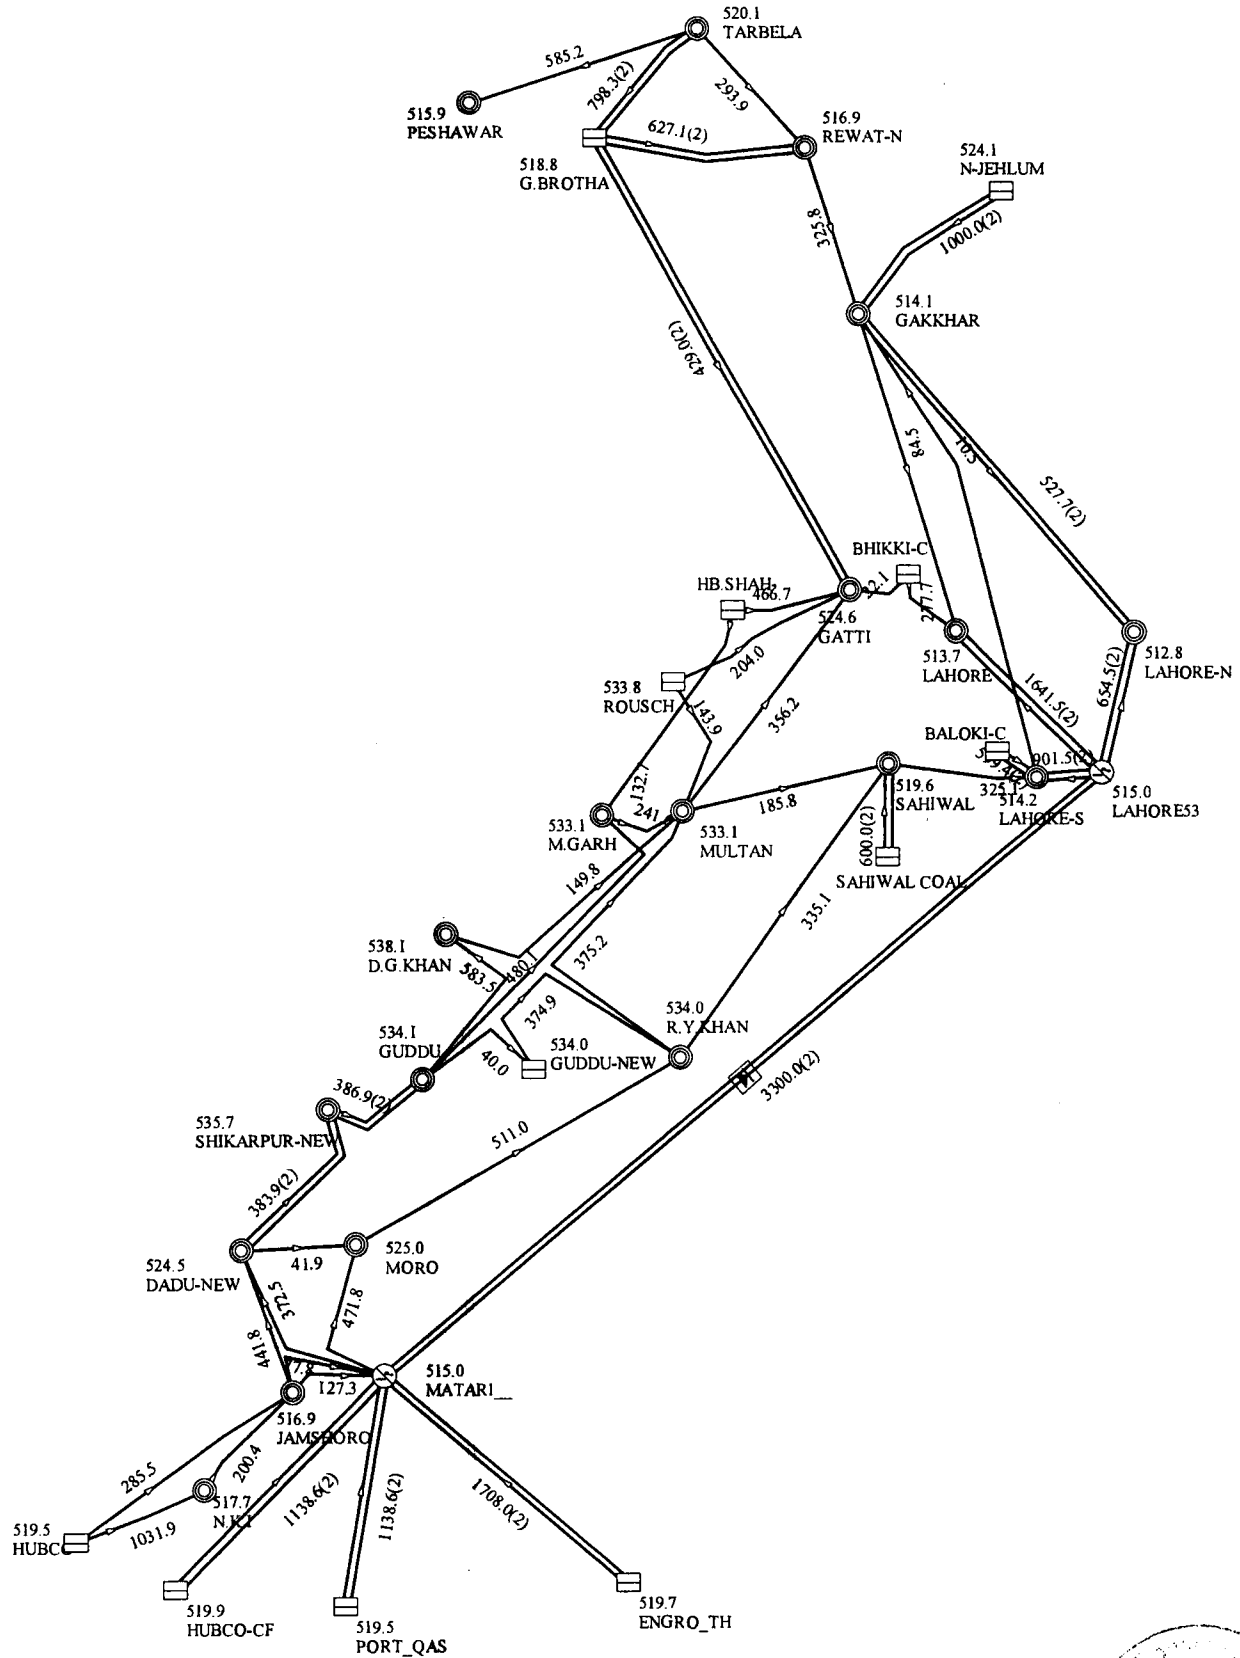 520.1
TARBELA
585.2
798.3(2)
293.9
515.9
PESHAWAR
516.9
REWAT-N
627.1(2)
518.8
G.BROTHA
524.1
N-JEHLUM
1000.0(2)
325.8
514.1
GAKKHAR
429.0(2)
84.5
10.5
527.7(2)
BHIKKI-C
HB.SHAH
466.7
277.7
524.6
GATTI
513.7
LAHORE
512.8
LAHORE-N
654.5(2)
1641.5(2)
204.0
533.8
ROUSCH
143.9
356.2
BALOKI-C
901.5(2)
325.1
514.2
LAHORE-S
515.0
LAHORE53
519.6
SAHIWAL
185.8
132.7
241
533.1
M.GARH
533.1
MULTAN
600.0(2)
SAHIWAL COAL
149.8
335.1
538.1
D.G.KHAN
583.5
480.1
375.2
374.9
534.0
R.Y.KHAN
534.1
GUDDU
40.0
534.0
GUDDU-NEW
386.9(2)
3300.0(2)
535.7
SHIKARPUR-NEW
511.0
383.9(2)
524.5
DADU-NEW
41.9
525.0
MORO
372.5
471.8
441.8
127.3
515.0
MATARI__
516.9
JAMSHORO
285.5
200.4
517.7
N.K.I
519.5
HUBCO
1031.9
1138.6(2)
1138.6(2)
1708.0(2)
519.9
HUBCO-CF
519.5
PORT_QAS
519.7
ENGRO_TH